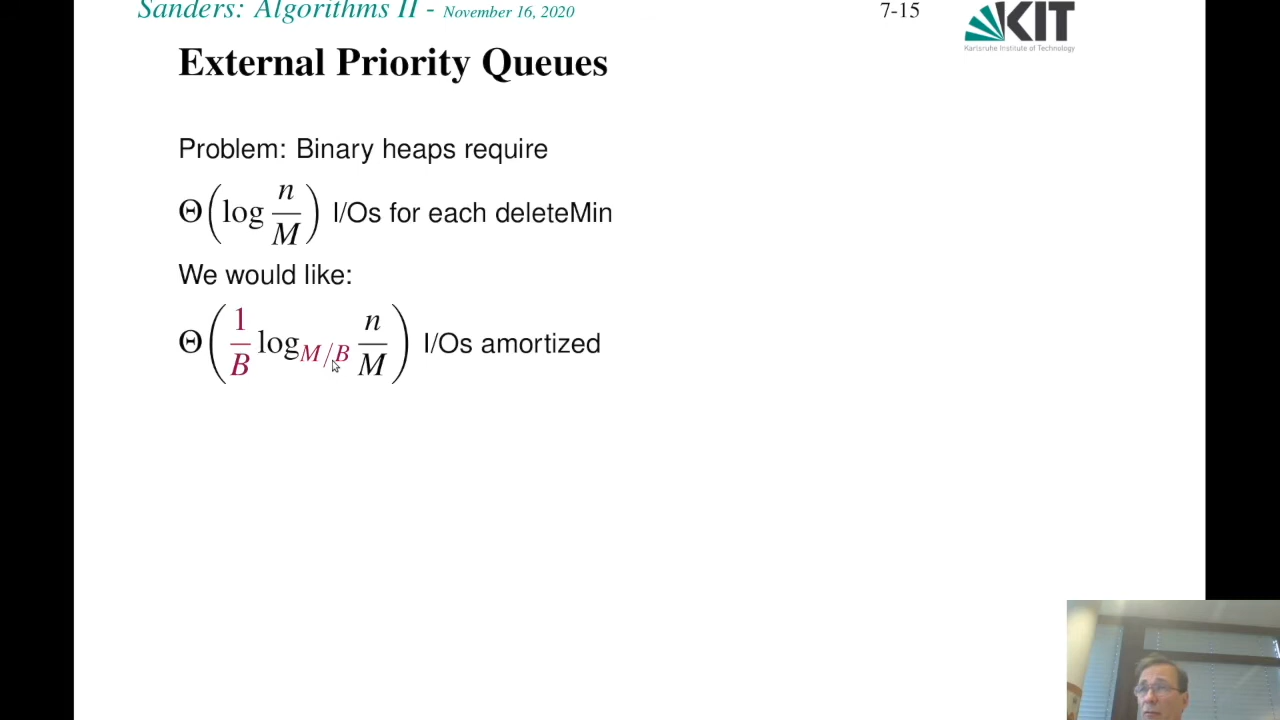 Sanders: Algorithms II - November 16, 2020 7-15
KIT
Karlsruhe Institute of Technology
External Priority Queues
Problem: Binary heaps require
Θ(log n/M) I/Os for each deleteMin
We would like:
Θ(1/B log_{M/B} n/M) I/Os amortized